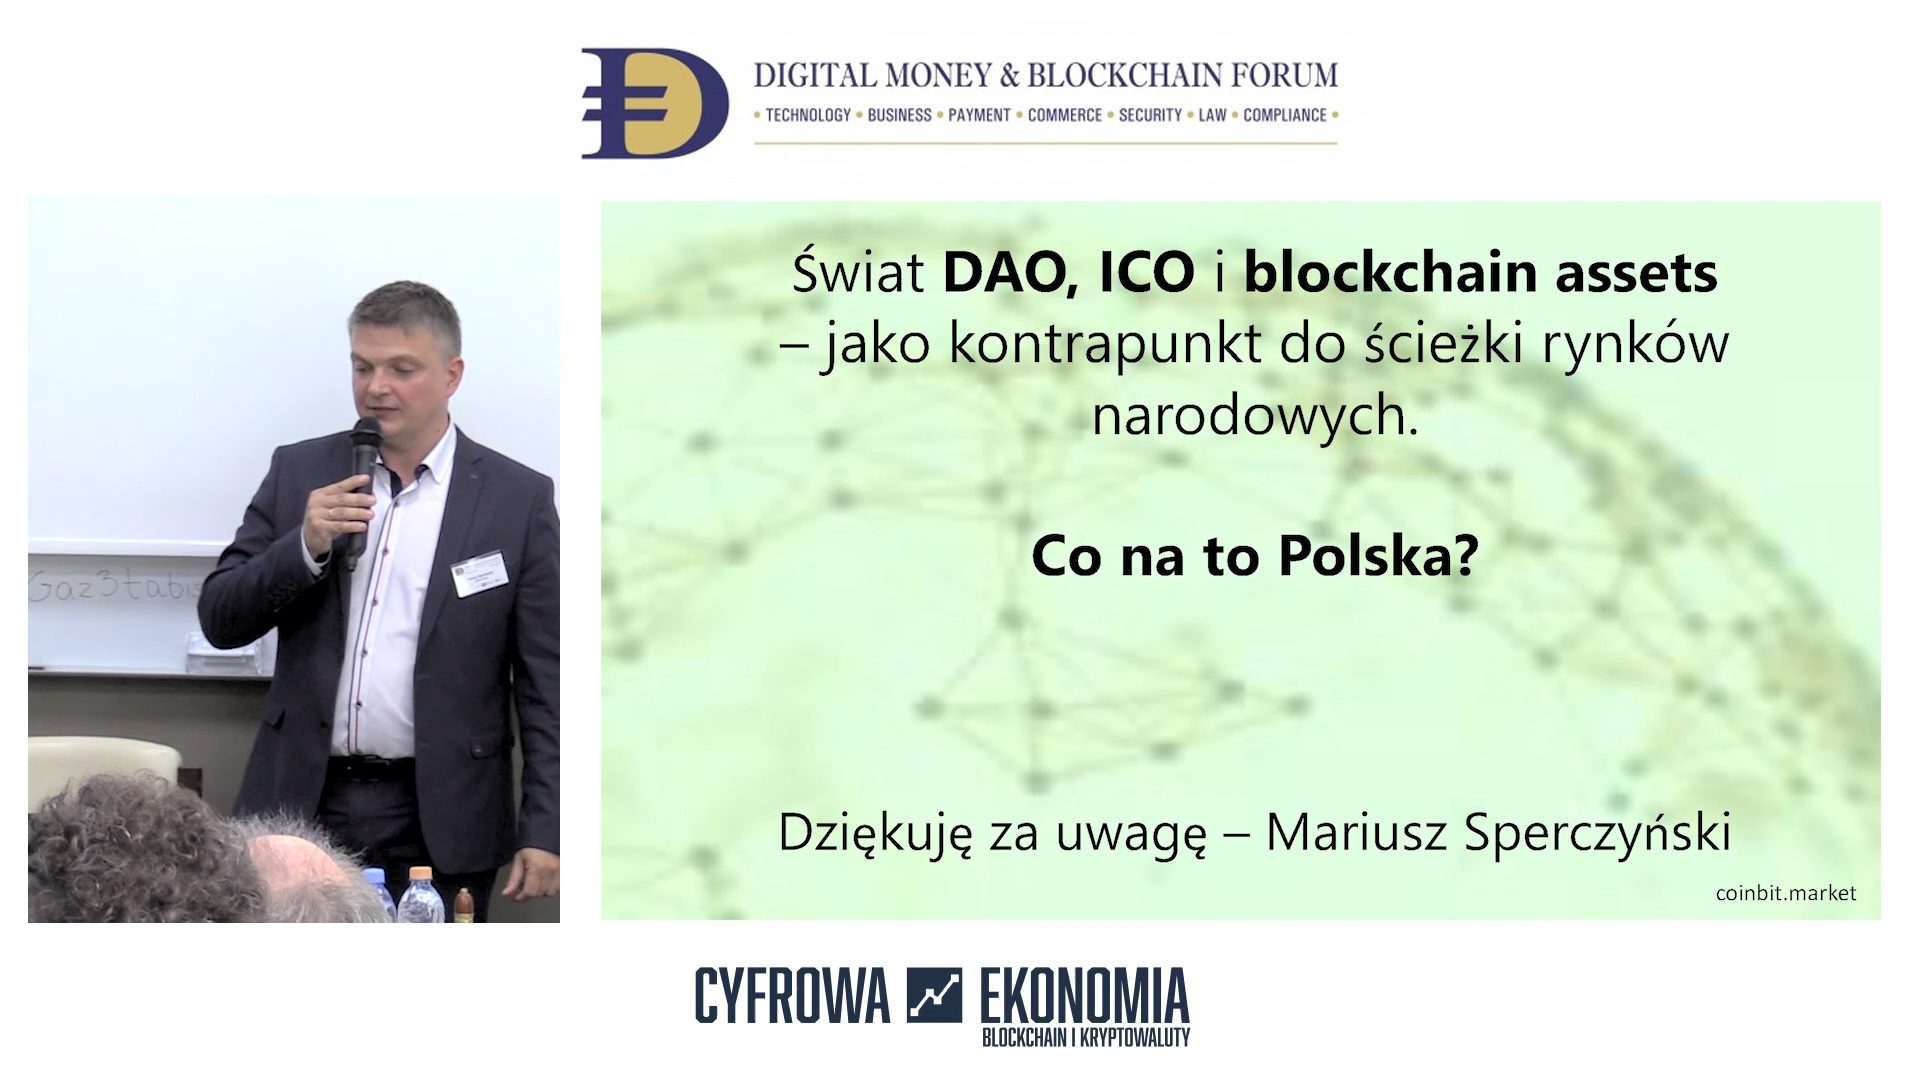 DIGITAL MONEY & BLOCKCHAIN FORUM
• TECHNOLOGY • BUSINESS • PAYMENT • COMMERCE • SECURITY • LAW • COMPLIANCE •
Świat DAO, ICO i blockchain assets
– jako kontrapunkt do ścieżki rynków
narodowych.
Co na to Polska?
Gaz3tabis
Dziękuję za uwagę – Mariusz Sperczyński
coinbit.market
CYFROWA EKONOMIA
BLOCKCHAIN I KRYPTOWALUTY